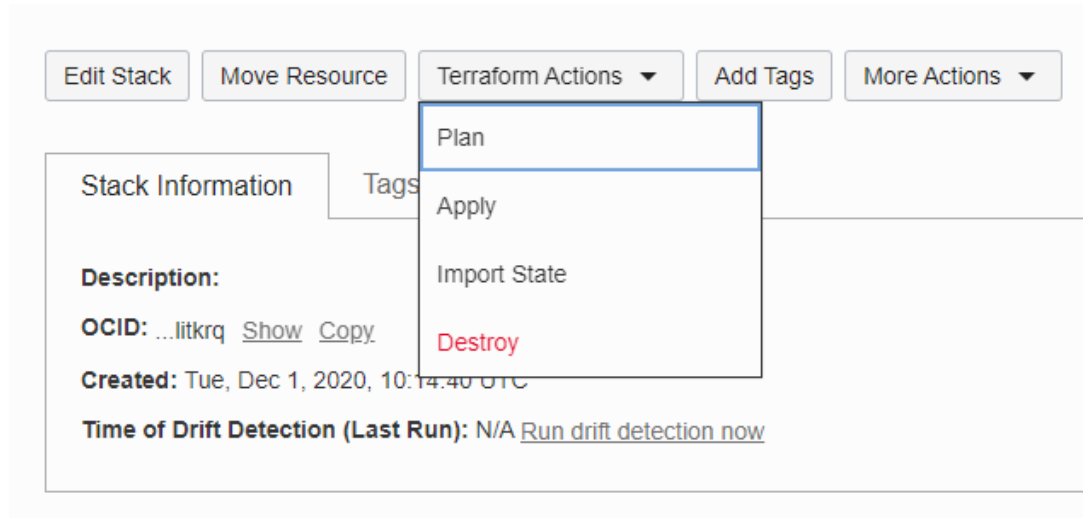 Edit Stack Move Resource Terraform Actions Add Tags More Actions
Plan
Stack Information Tags
Apply
Description:
Import State
OCID: ...litkrq Show Copy
Destroy
Created: Tue, Dec 1, 2020, 10:14:40 UTC
Time of Drift Detection (Last Run): N/A Run drift detection now